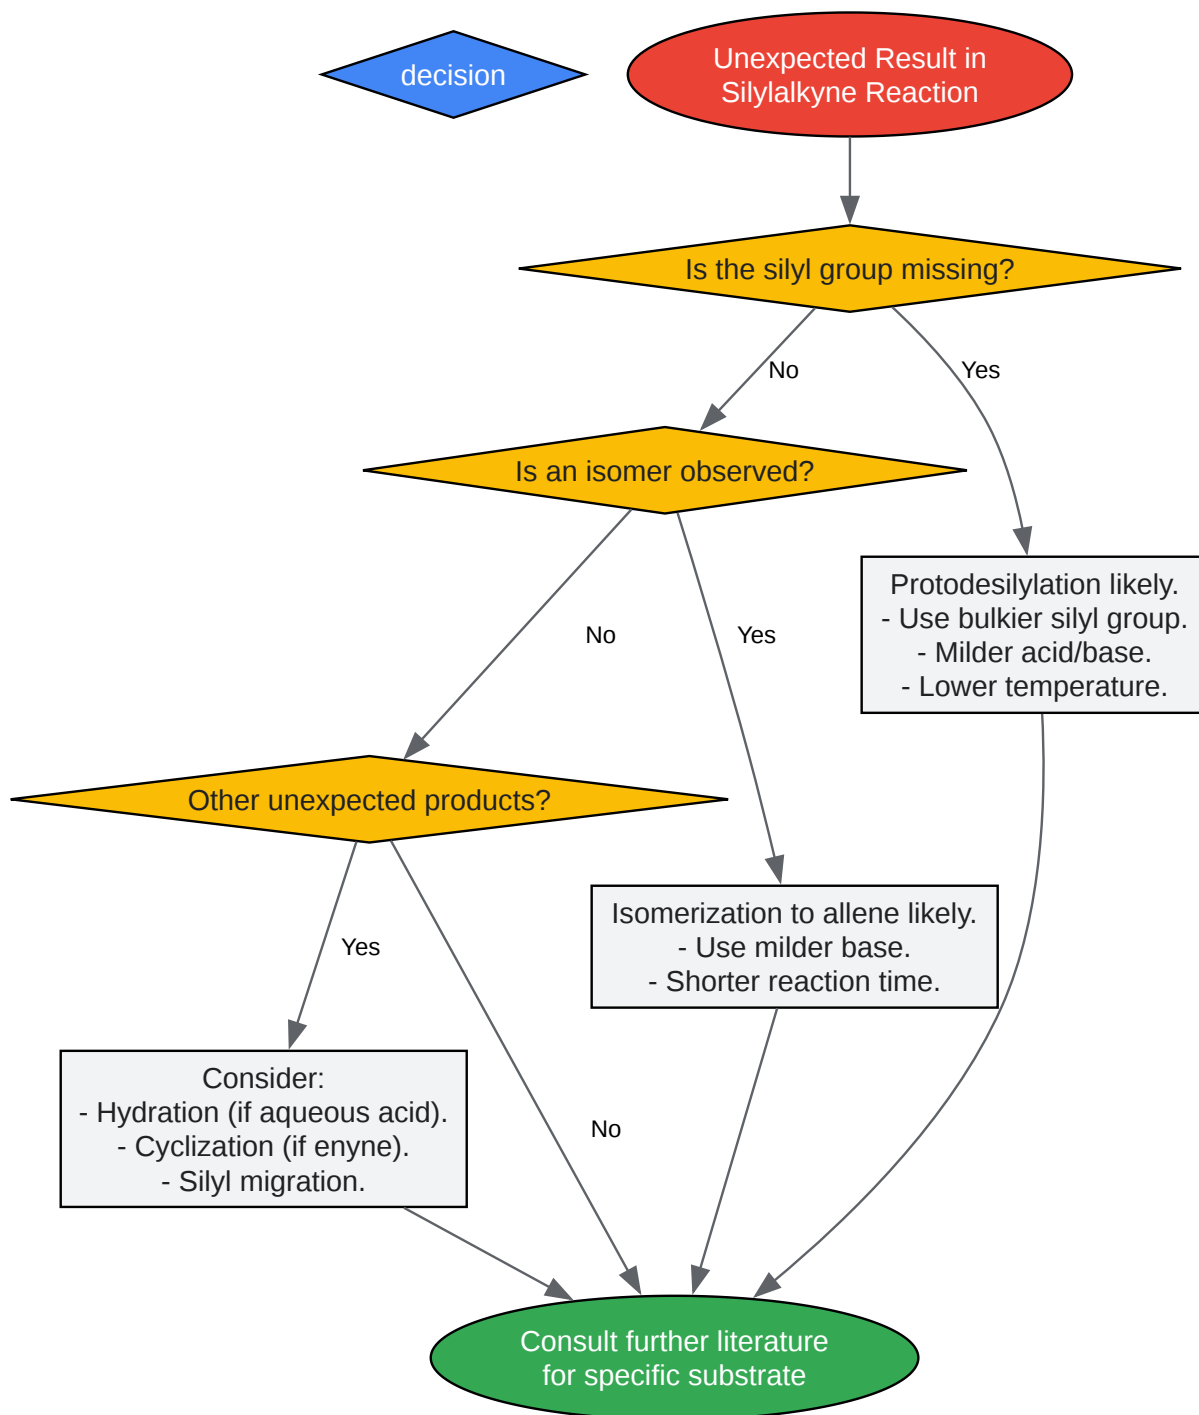 decision
Unexpected Result in
Silylalkyne Reaction
Is the silyl group missing?
No
Yes
Is an isomer observed?
Protodesilylation likely.
- Use bulkier silyl group.
- Milder acid/base.
- Lower temperature.
No
Yes
Other unexpected products?
Isomerization to allene likely.
- Use milder base.
- Shorter reaction time.
Yes
Consider:
- Hydration (if aqueous acid).
- Cyclization (if enyne).
- Silyl migration.
No
Consult further literature
for specific substrate